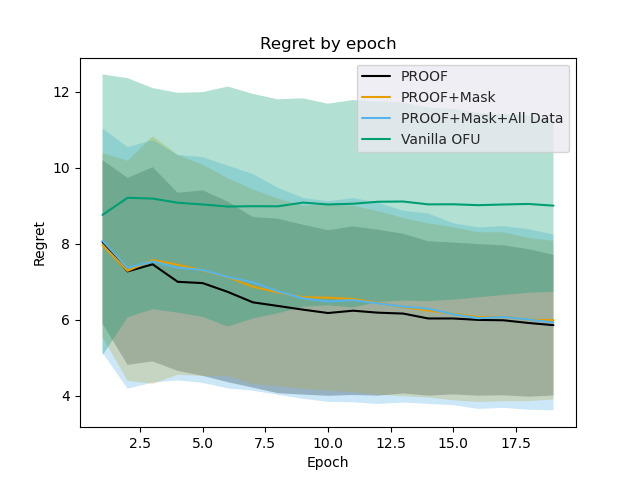 Regret by epoch
PROOF
PROOF+Mask
PROOF+Mask+All Data
Vanilla OFU
Regret
12
10
8
6
4
2.5 5.0 7.5 10.0 12.5 15.0 17.5
Epoch